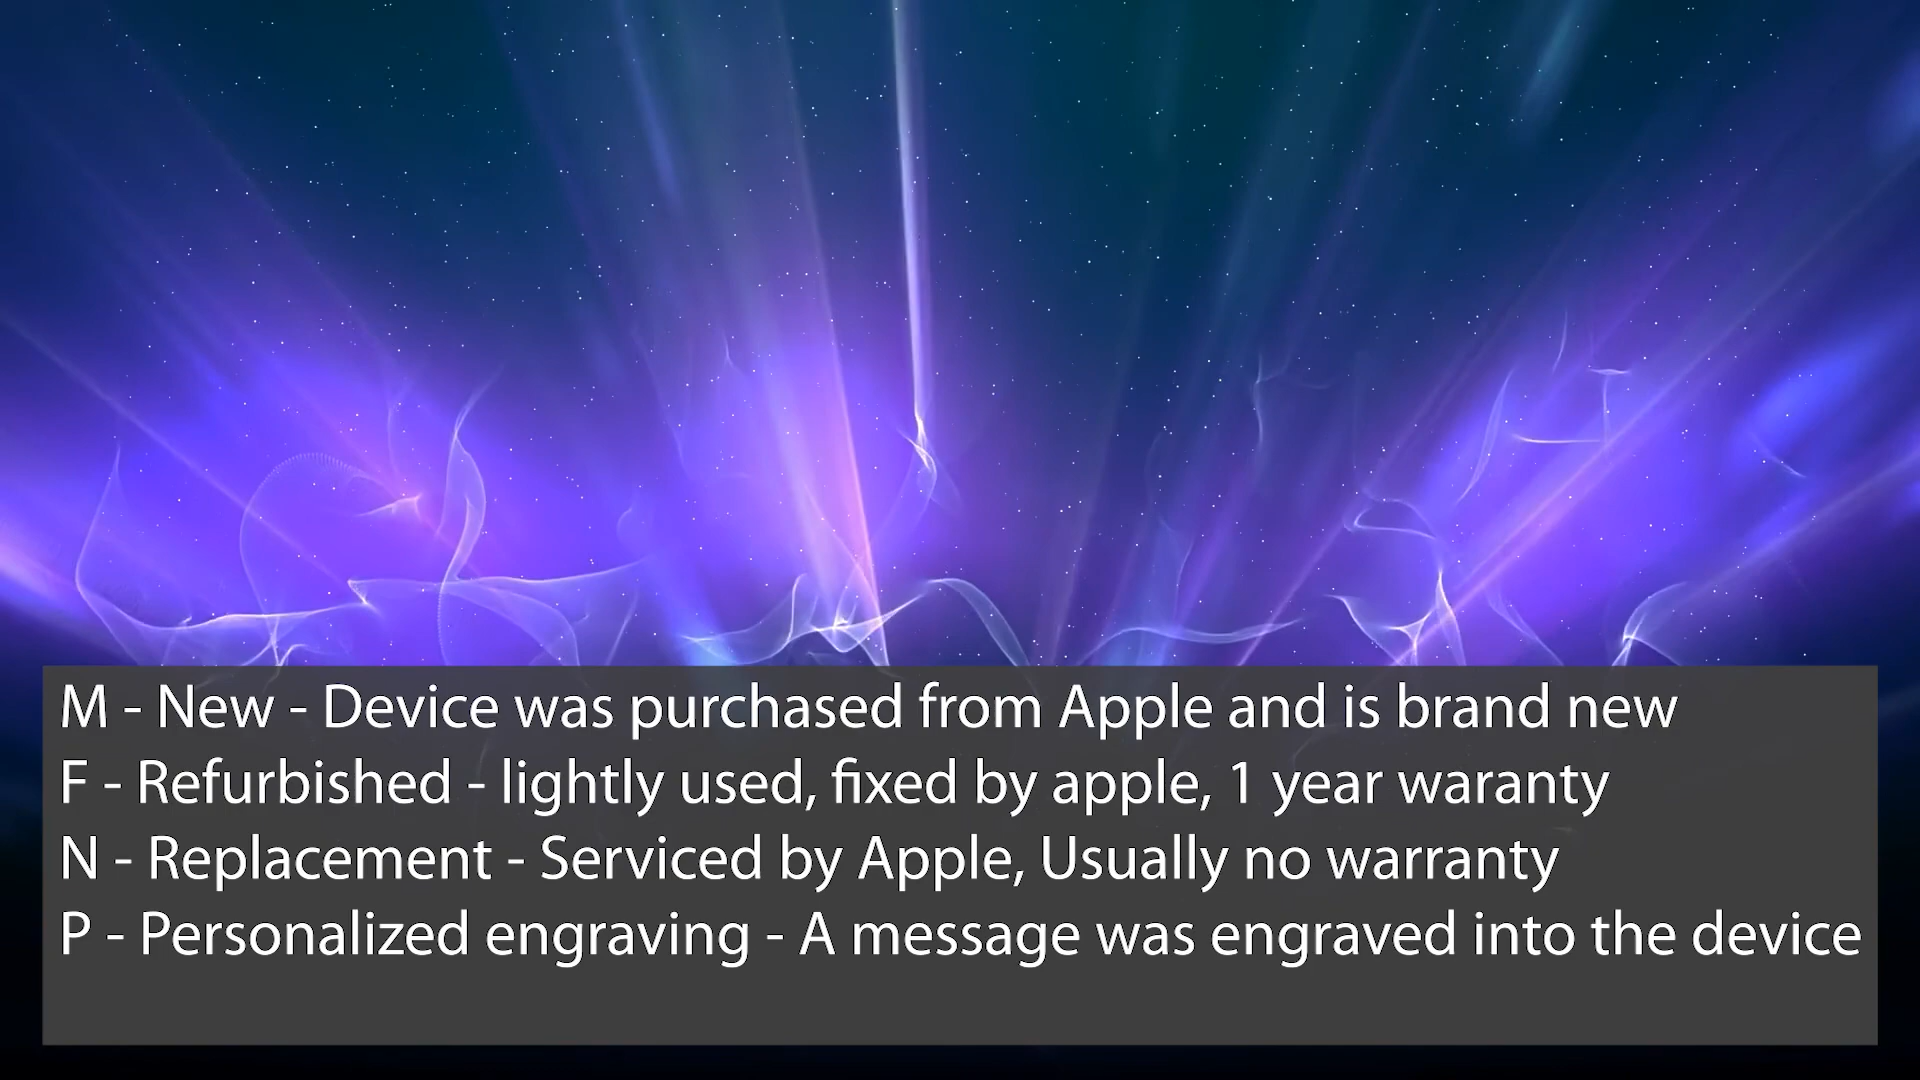 M - New - Device was purchased from Apple and is brand new
F - Refurbished - lightly used, fixed by apple, 1 year waranty
N - Replacement - Serviced by Apple, Usually no warranty
P - Personalized engraving - A message was engraved into the device